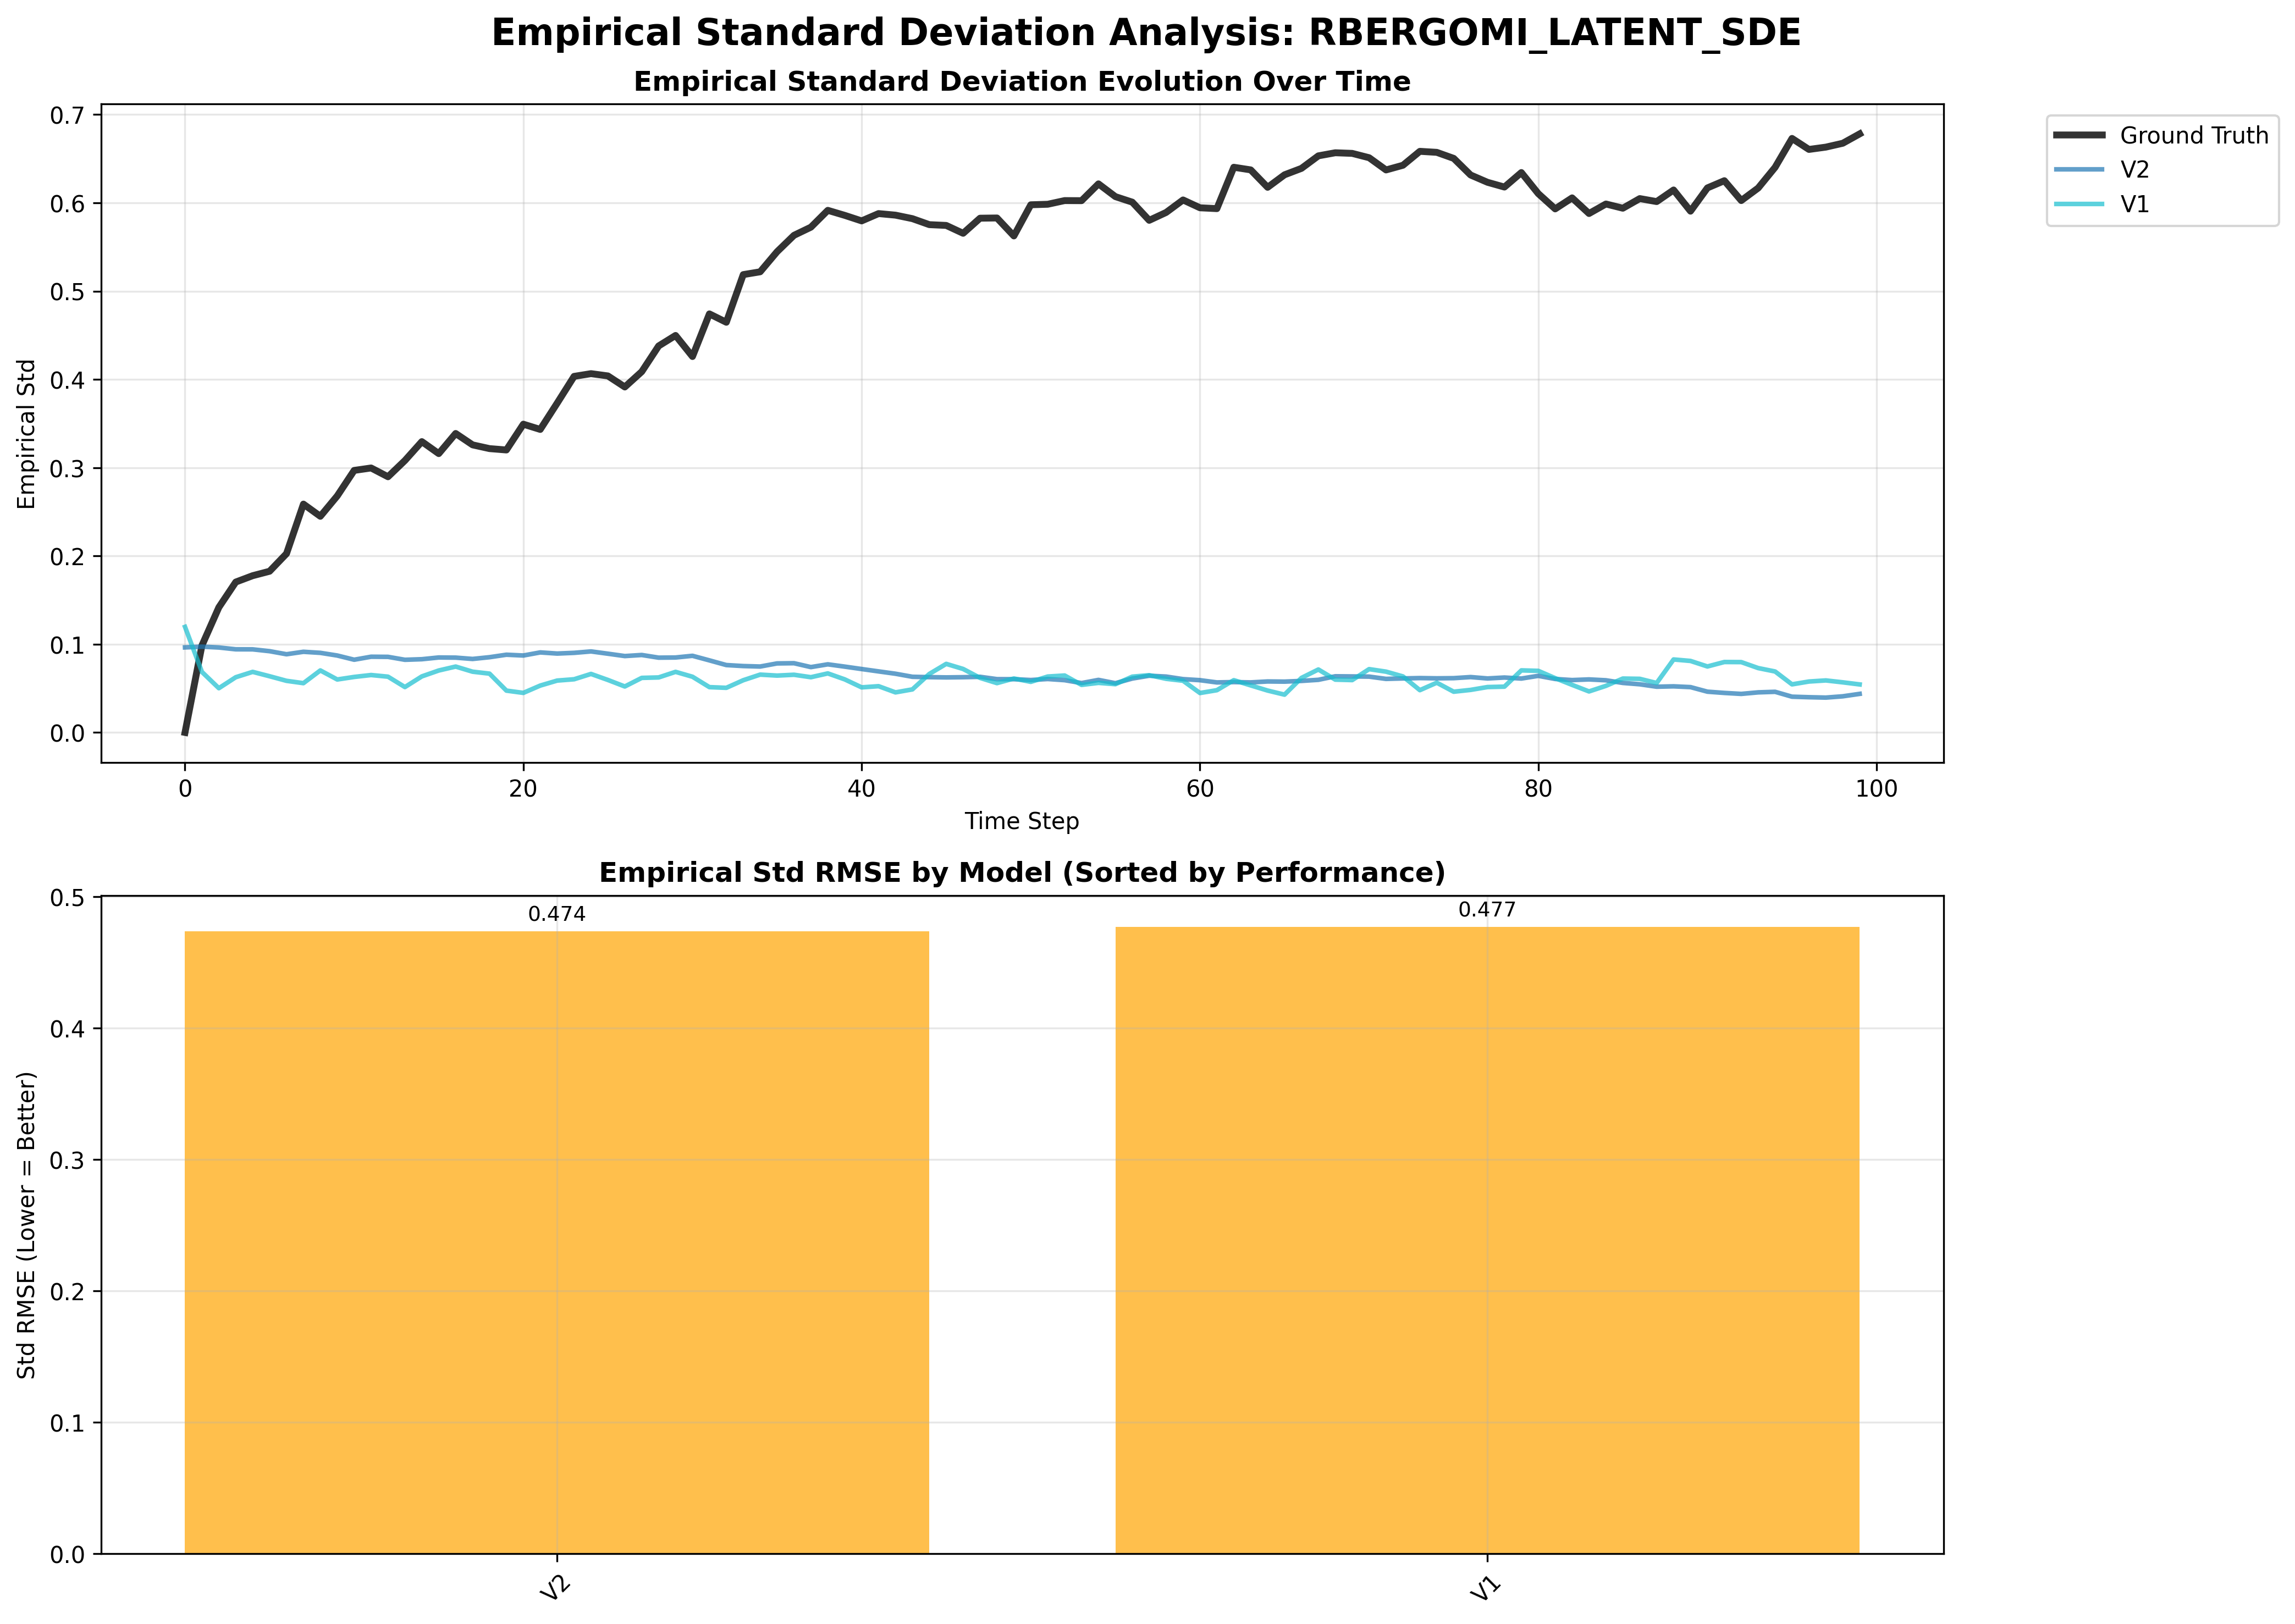 Empirical Standard Deviation Analysis: RBERGOMI_LATENT_SDE
Empirical Standard Deviation Evolution Over Time
Empirical Std
0.7
0.6
0.5
0.4
0.3
0.2
0.1
0.0
0 20 40 60 80 100
Time Step
Ground Truth
V2
V1
Empirical Std RMSE by Model (Sorted by Performance)
Std RMSE (Lower = Better)
0.5
0.4
0.3
0.2
0.1
0.0
0.474 0.477
V2 V1